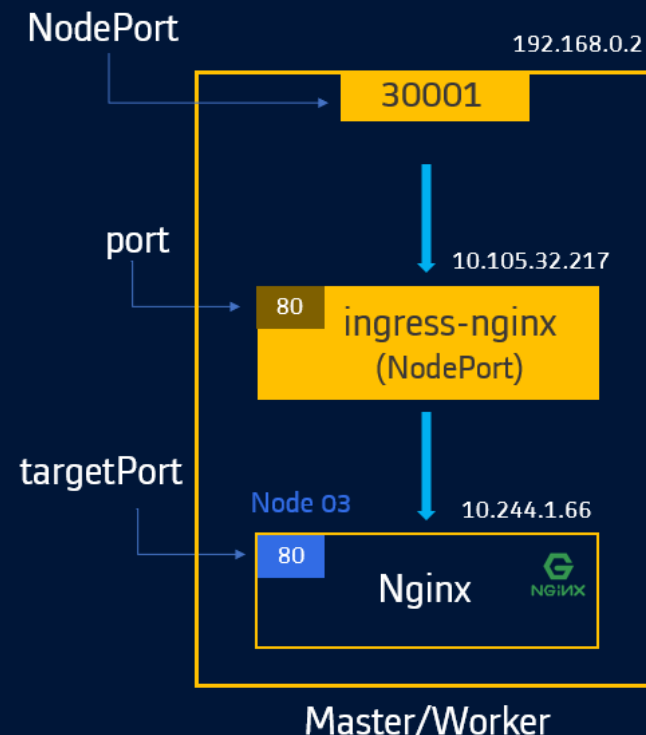 NodePort
192.168.0.2
30001
port
10.105.32.217
80
ingress-nginx
(NodePort)
targetPort
Node 03
10.244.1.66
80
Nginx
G
NGiNX
Master/Worker